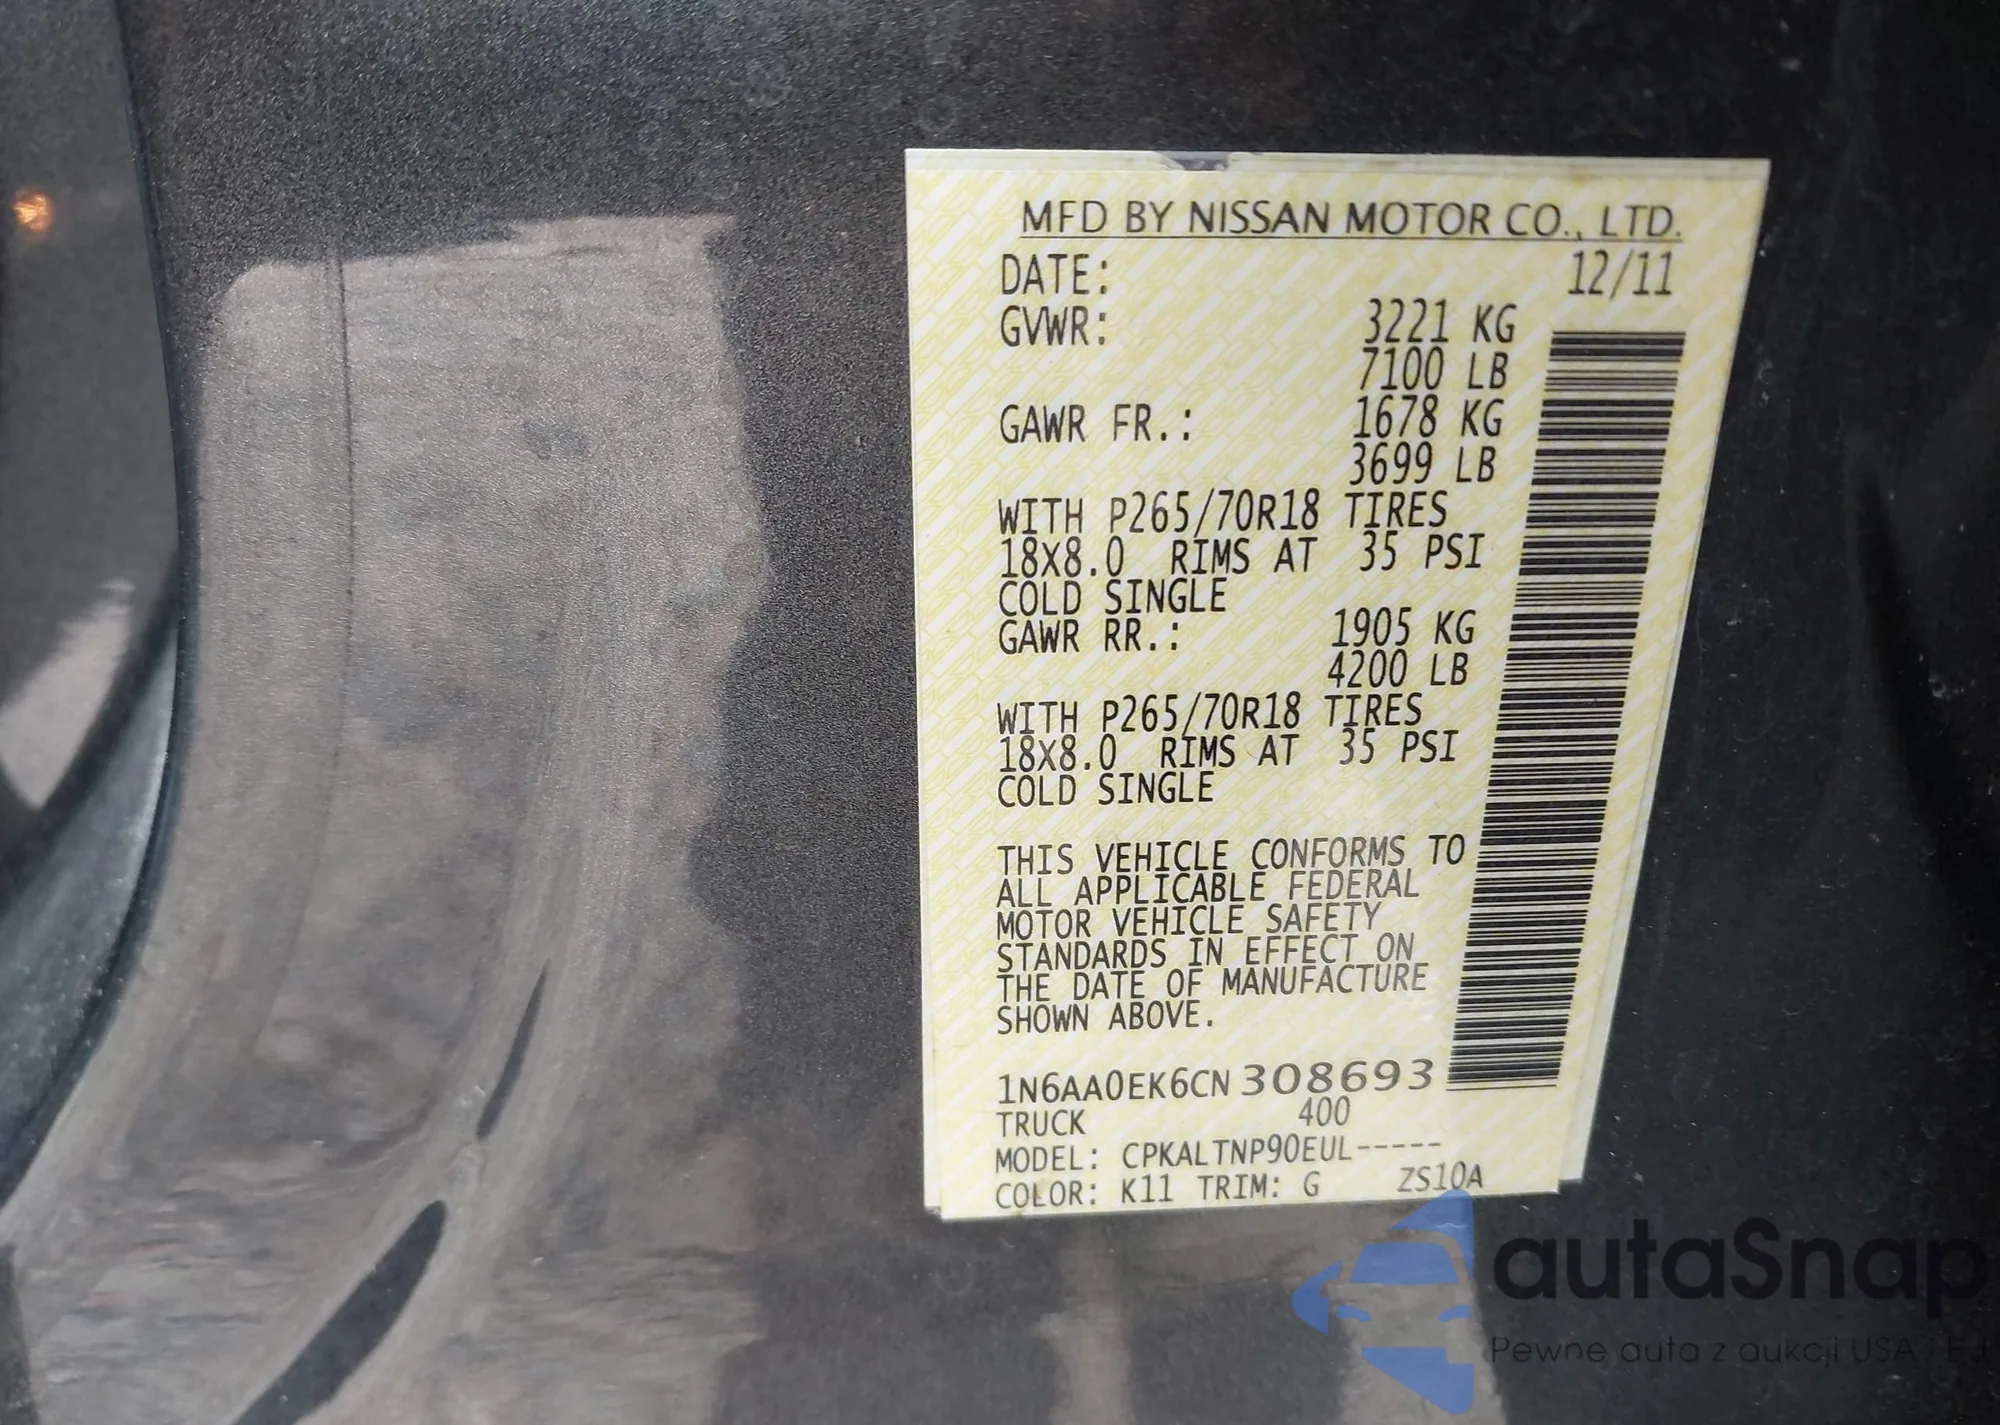 MFD BY NISSAN MOTOR CO., LTD.
DATE: 12/11
GVWR: 3221 KG
7100 LB
GAWR FR.: 1678 KG
3699 LB
WITH P265/70R18 TIRES
18X8.0 RIMS AT 35 PSI
COLD SINGLE
GAWR RR.: 1905 KG
4200 LB
WITH P265/70R18 TIRES
18X8.0 RIMS AT 35 PSI
COLD SINGLE
THIS VEHICLE CONFORMS TO
ALL APPLICABLE FEDERAL
MOTOR VEHICLE SAFETY
STANDARDS IN EFFECT ON
THE DATE OF MANUFACTURE
SHOWN ABOVE.
1N6AA0EK6CN308693
TRUCK 400
MODEL: CPKALTNP90EUL-----
COLOR: K11 TRIM: G ZS10A
autaSnap
Pewne auta z aukcji USA